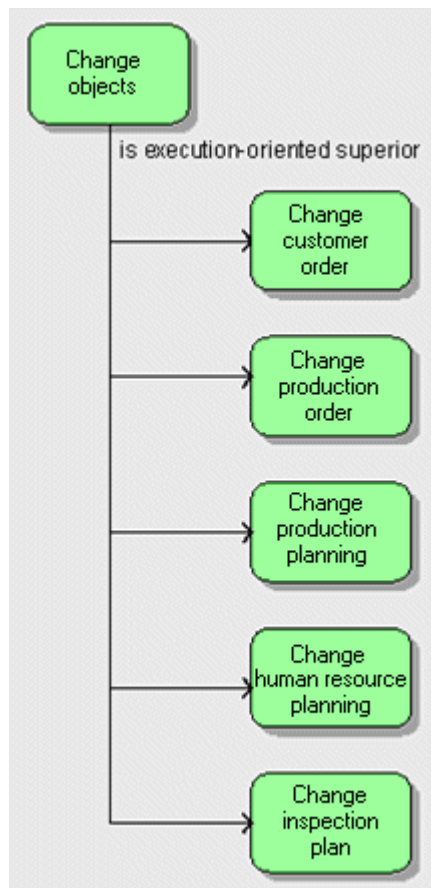 Change
objects
is execution-oriented superior
Change
customer
order
Change
production
order
Change
production
planning
Change
human resource
planning
Change
inspection
plan